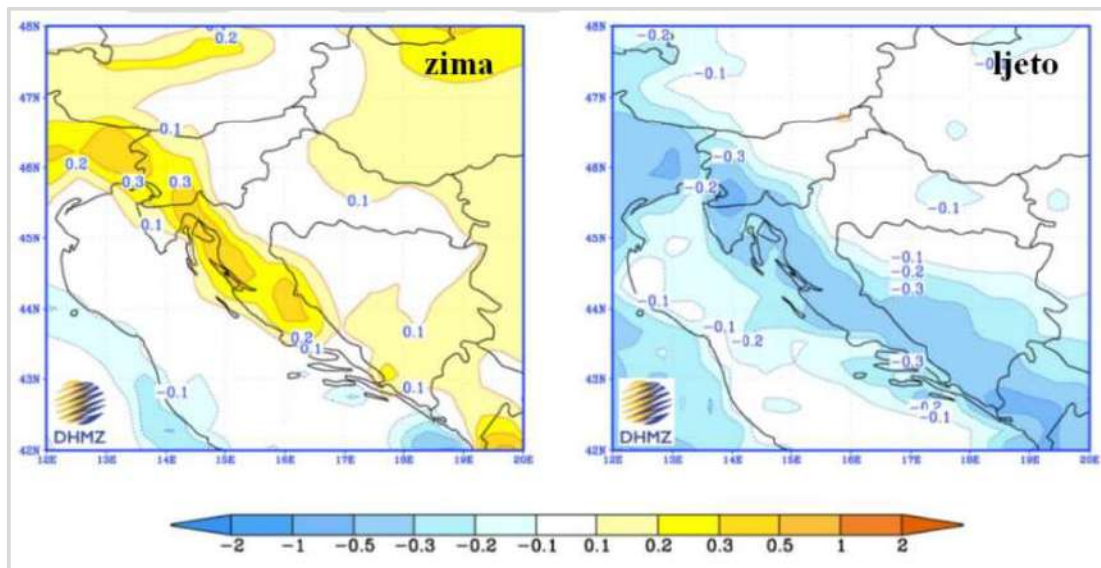 zima
48N
47N
46N
45N
44N
43N
42N
12E
13E
14E
15E
16E
17E
18E
19E
20E
0.2
0.1
0.2
0.3
0.3
0.1
0.1
0.1
0.2
0.1
0.1
-0.1
DHMZ
ljeto
48N
47N
46N
45N
44N
43N
42N
12E
13E
14E
15E
16E
17E
18E
19E
20E
-0.2
-0.1
-0.3
-0.2
-0.1
-0.1
-0.2
-0.3
-0.1
-0.1
-0.2
-0.3
-0.2
-0.1
DHMZ
-2 -1 -0.5 -0.3 -0.2 -0.1 0.1 0.2 0.3 0.5 1 2